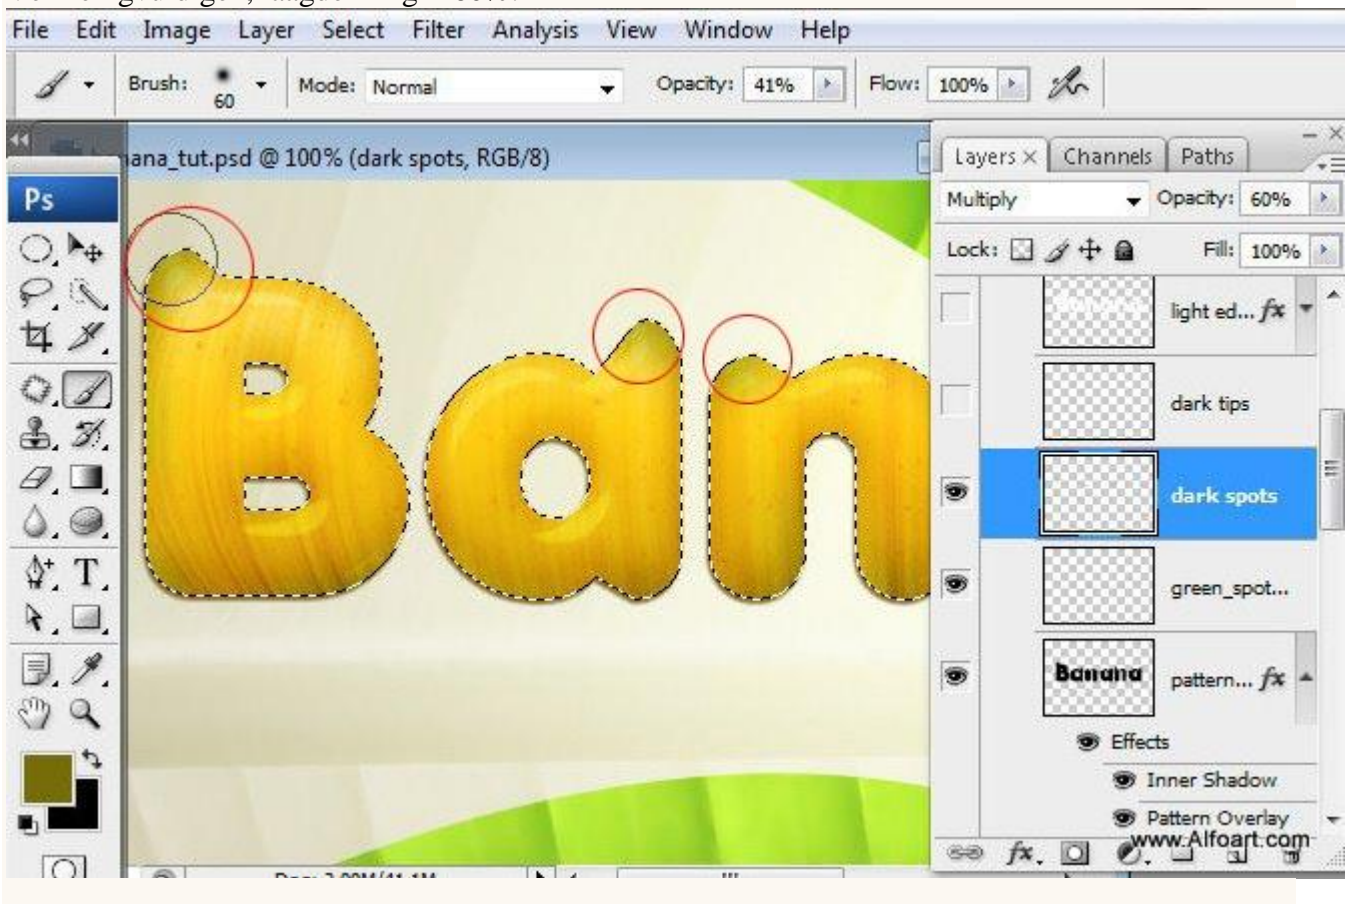 File Edit Image Layer Select Filter Analysis View Window Help
Brush: 60 Mode: Normal Opacity: 41% Flow: 100%
ana_tut.psd @ 100% (dark spots, RGB/8)
Layers × Channels Paths
Ps
Multiply Opacity: 60%
Lock: Fill: 100%
light ed... fx
dark tips
dark spots
green_spot...
Banana pattern... fx
Effects
Inner Shadow
Pattern Overlay
www.Alfoart.com
fx.
Ban
T